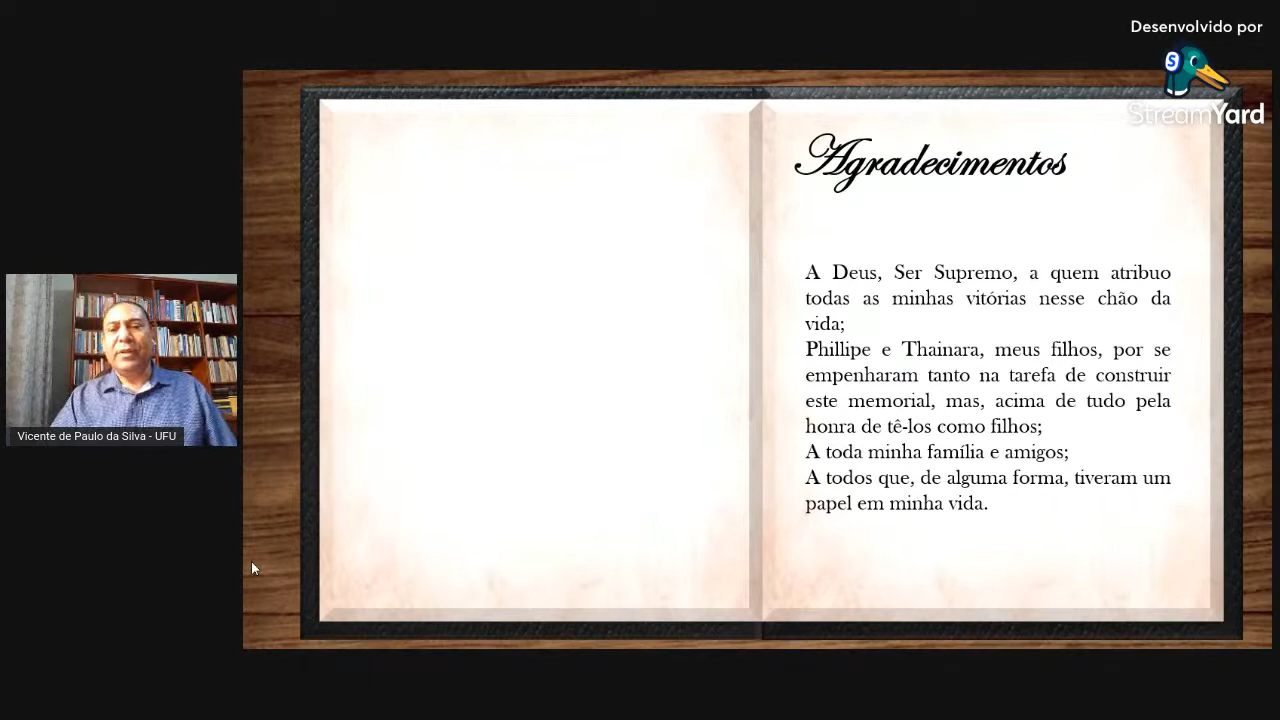 Desenvolvido por
StreamYard
Agradecimentos
A Deus, Ser Supremo, a quem atribuo
todas as minhas vitórias nesse chão da
vida;
Phillipe e Thainara, meus filhos, por se
empenharam tanto na tarefa de construir
este memorial, mas, acima de tudo pela
honra de tê-los como filhos;
A toda minha família e amigos;
A todos que, de alguma forma, tiveram um
papel em minha vida.
Vicente de Paulo da Silva - UFU